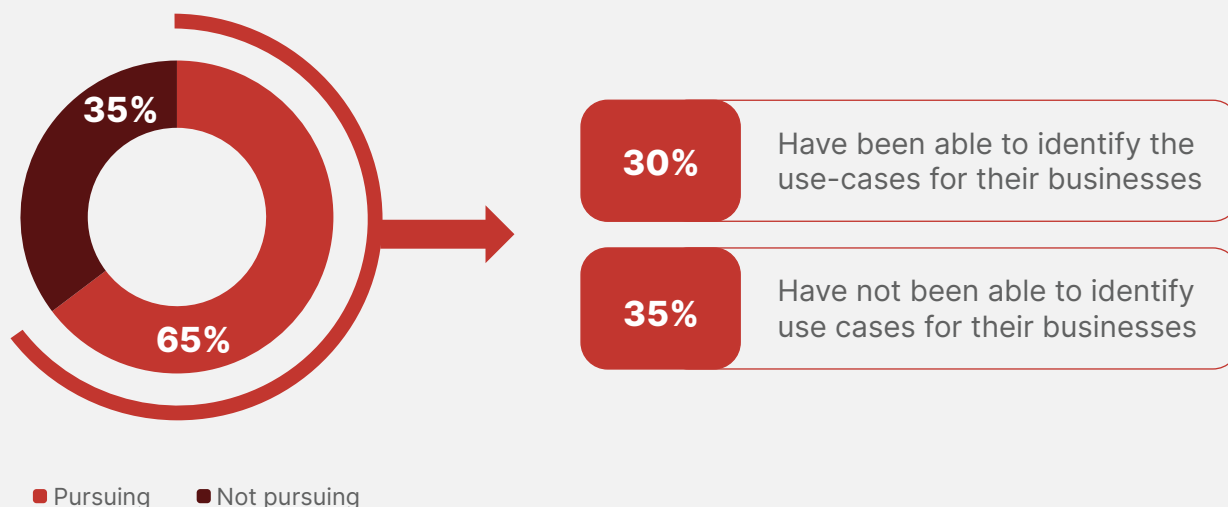 35%
65%
30%
Have been able to identify the
use-cases for their businesses
35%
Have not been able to identify
use cases for their businesses
Pursuing
Not pursuing